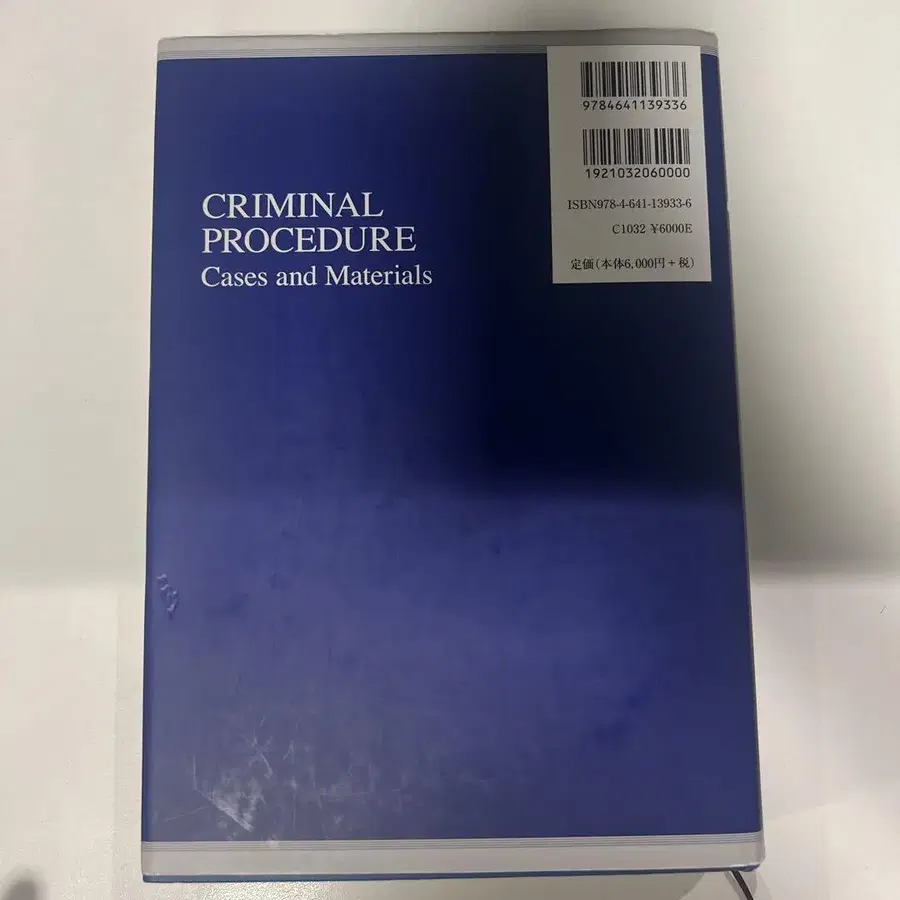 CRIMINAL
PROCEDURE
Cases and Materials
9784641139336
1921032060000
ISBN978-4-641-13933-6
C1032 ¥6000E
定価(本体6,000円+税)